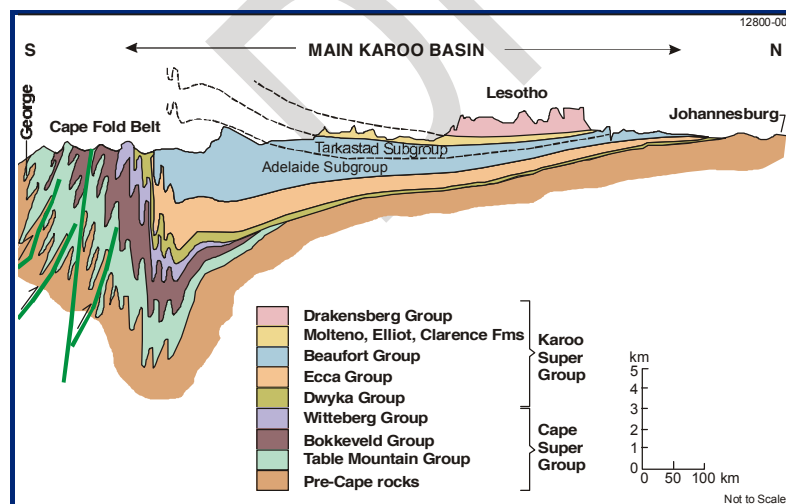 12800-00
S
MAIN KAROO BASIN
N
Lesotho
George
Cape Fold Belt
Johannesburg
Tarkastad Subgroup
Adelaide Subgroup
Drakensberg Group
Molteno, Elliot, Clarence Fms
Beaufort Group
Ecca Group
Dwyka Group
Witteberg Group
Bokkeveld Group
Table Mountain Group
Pre-Cape rocks
Karoo
Super
Group
Cape
Super
Group
km
5
4
3
2
1
0
0 50 100 km
Not to Scale